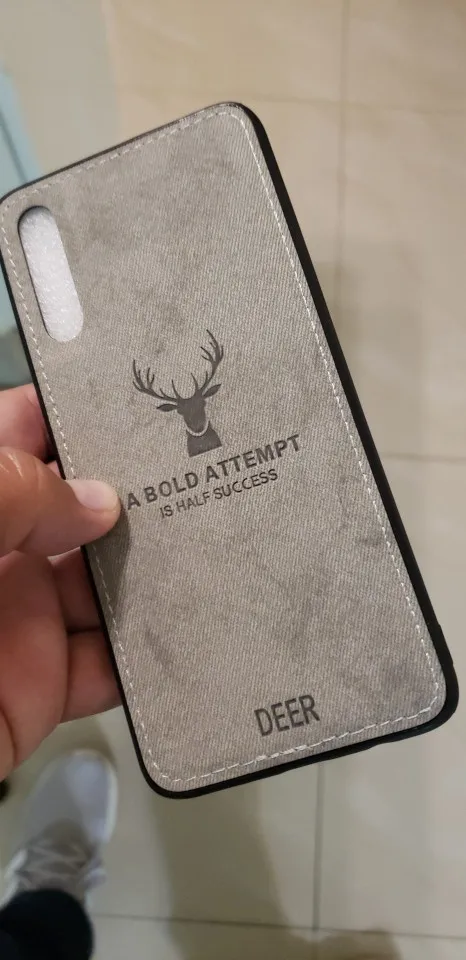 A BOLD ATTEMPT
IS HALF SUCCESS
DEER